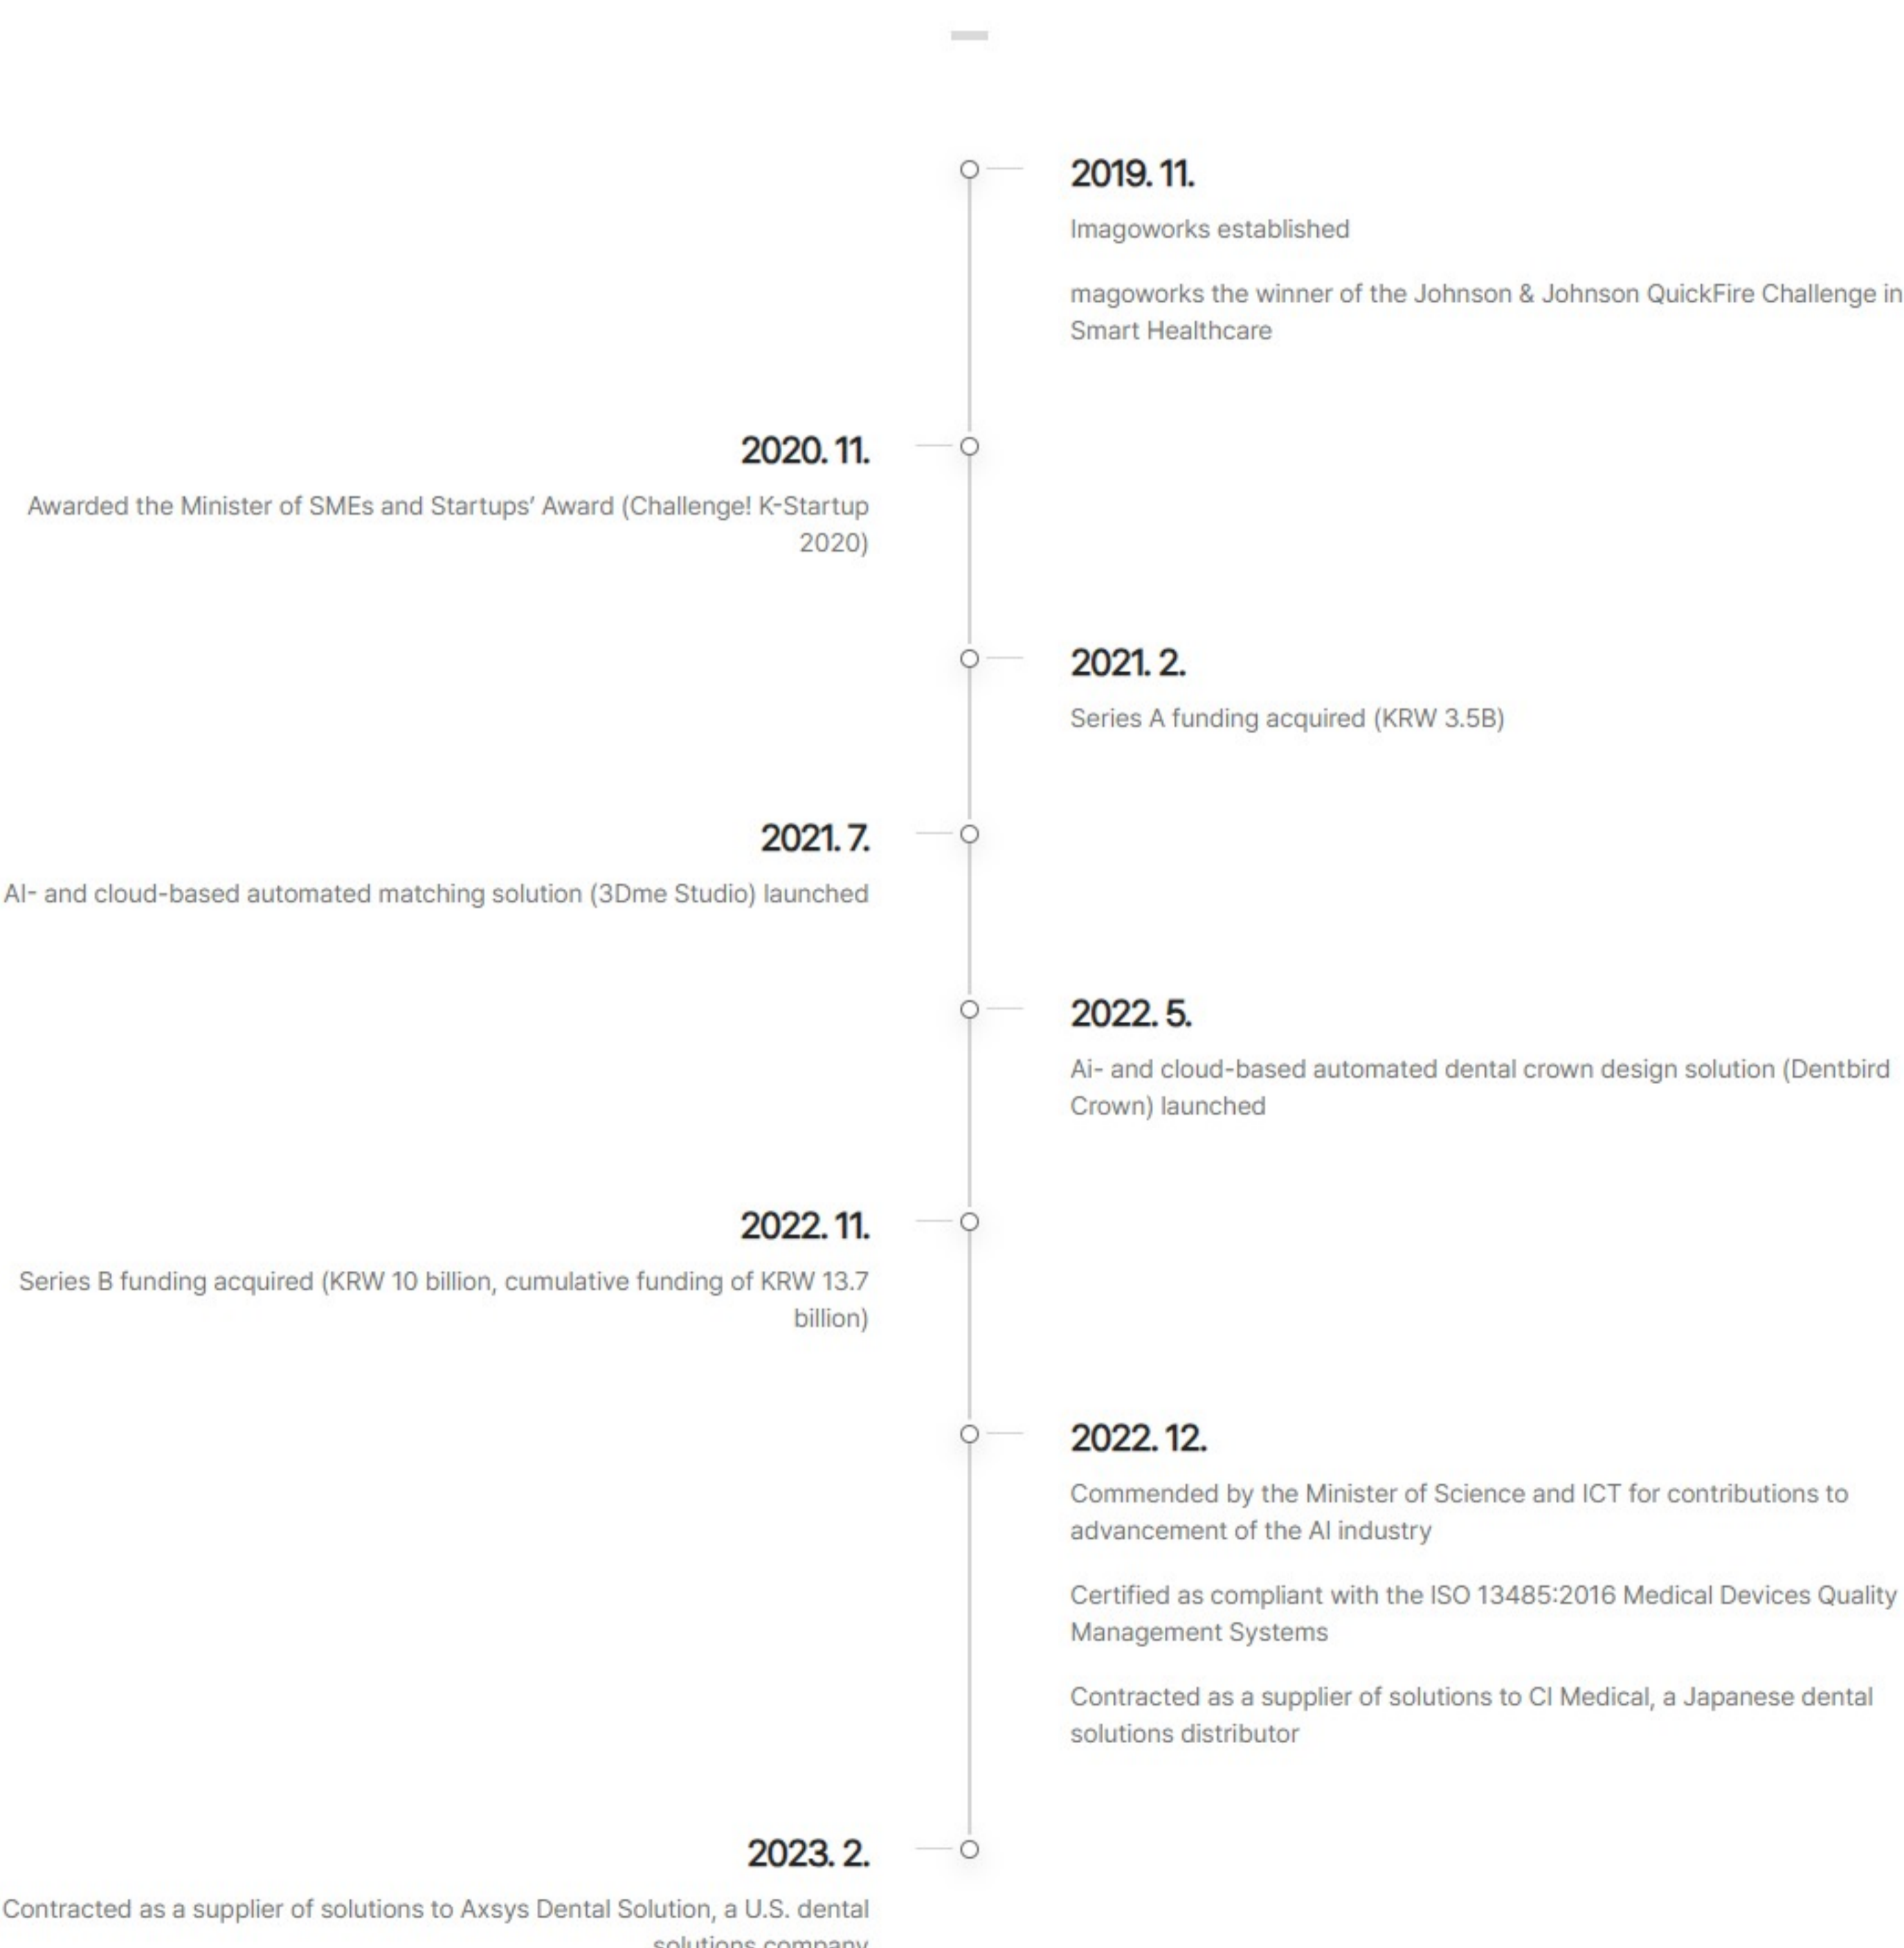 2019. 11.
Imagoworks established
magoworks the winner of the Johnson & Johnson QuickFire Challenge in
Smart Healthcare
2020. 11.
Awarded the Minister of SMEs and Startups’ Award (Challenge! K-Startup
2020)
2021. 2.
Series A funding acquired (KRW 3.5B)
2021. 7.
AI- and cloud-based automated matching solution (3Dme Studio) launched
2022. 5.
Ai- and cloud-based automated dental crown design solution (Dentbird
Crown) launched
2022. 11.
Series B funding acquired (KRW 10 billion, cumulative funding of KRW 13.7
billion)
2022. 12.
Commended by the Minister of Science and ICT for contributions to
advancement of the AI industry
Certified as compliant with the ISO 13485:2016 Medical Devices Quality
Management Systems
Contracted as a supplier of solutions to CI Medical, a Japanese dental
solutions distributor
2023. 2.
Contracted as a supplier of solutions to Axsys Dental Solution, a U.S. dental
solutions company